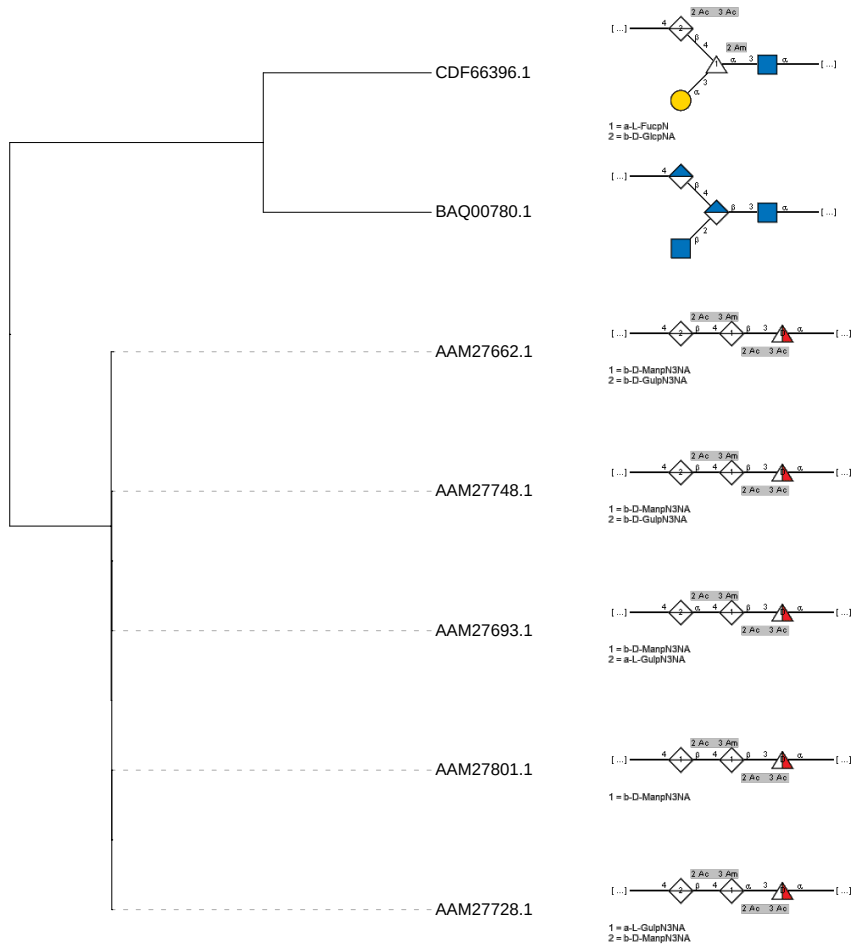 2 Ac 3 Ac
[ ... ] 2 β 4 2 Am
CDF66396.1 1 α 3 α [ ... ]
3 α
1 = a-L-FucpN
2 = b-D-GlcpNA
[ ... ] 4 β 4
BAQ00780.1 β 3 α [ ... ]
2 β
2 Ac 3 Am
AAM27662.1 [ ... ] 4 2 β 4 1 β 3 α [ ... ]
2 Ac 3 Ac
1 = b-D-ManpN3NA
2 = b-D-GulpN3NA
2 Ac 3 Am
AAM27748.1 [ ... ] 4 2 β 4 1 β 3 α [ ... ]
2 Ac 3 Ac
1 = b-D-ManpN3NA
2 = b-D-GulpN3NA
2 Ac 3 Am
AAM27693.1 [ ... ] 4 2 α 4 1 β 3 α [ ... ]
2 Ac 3 Ac
1 = b-D-ManpN3NA
2 = a-L-GulpN3NA
2 Ac 3 Am
AAM27801.1 [ ... ] 4 1 β 4 1 β 3 α [ ... ]
2 Ac 3 Ac
1 = b-D-ManpN3NA
2 Ac 3 Am
AAM27728.1 [ ... ] 4 2 β 4 1 α 3 α [ ... ]
2 Ac 3 Ac
1 = a-L-GulpN3NA
2 = b-D-ManpN3NA